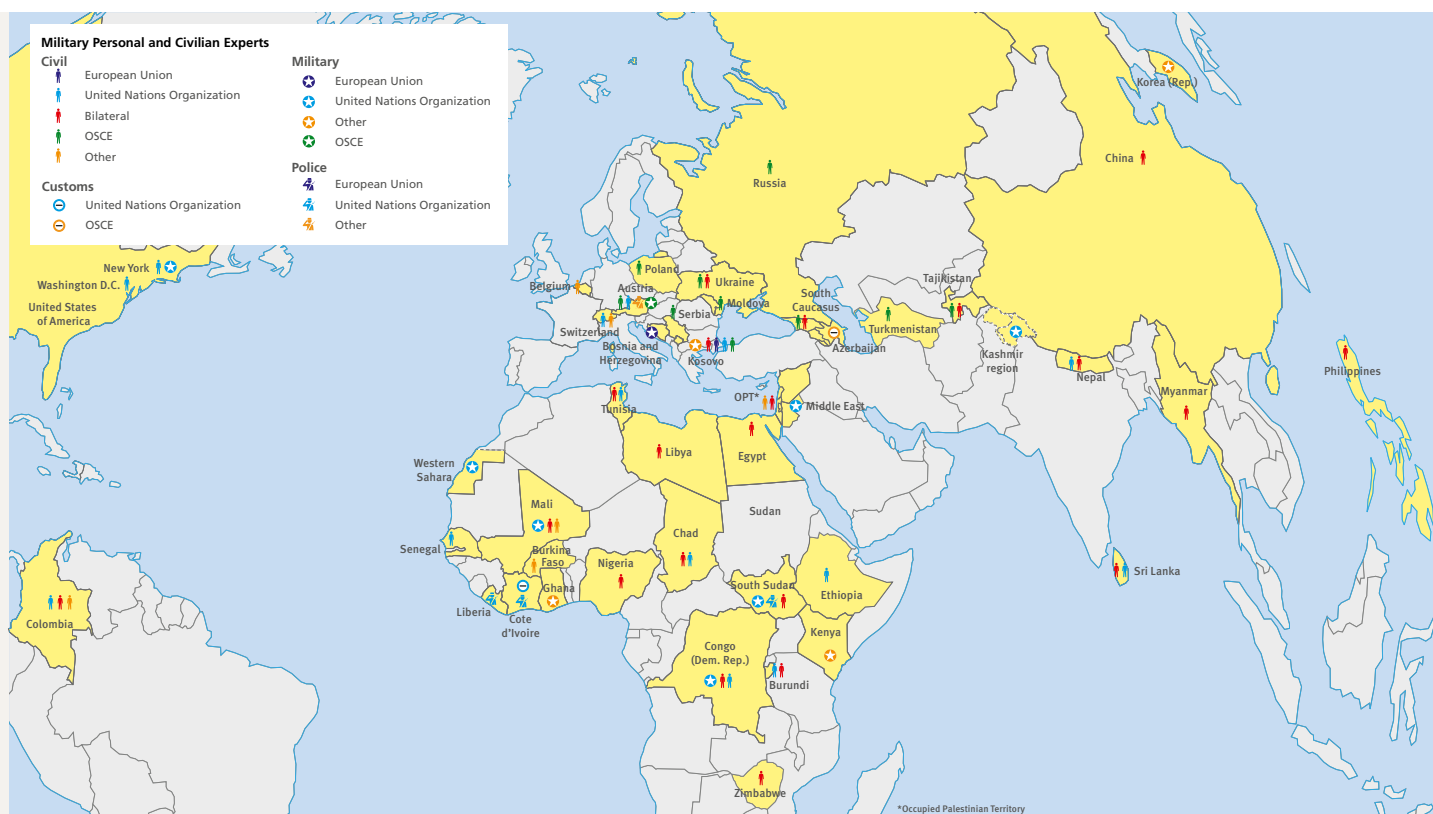 Military Personal and Civilian Experts
Civil
European Union
United Nations Organization
Bilateral
OSCE
Other
Customs
United Nations Organization
OSCE
Military
European Union
United Nations Organization
Other
OSCE
Police
European Union
United Nations Organization
Other
Korea (Rep.)
China
Russia
New York
Washington D.C.
United States
of America
Belgium
Poland
Austria
Ukraine
Moldova
Serbia
Switzerland
Bosnia and
Herzegovina
Kosovo
South
Caucasus
Azerbaijan
Turkmenistan
Tajikistan
Kashmir
region
Nepal
Myanmar
Philippines
Tunisia
OPT*
Middle East
Libya
Egypt
Western
Sahara
Mali
Sudan
Senegal
Burkina
Faso
Chad
Nigeria
Ghana
Liberia
Cote
d'Ivoire
South Sudan
Ethiopia
Sri Lanka
Colombia
Kenya
Congo
(Dem. Rep.)
Burundi
Zimbabwe
*Occupied Palestinian Territory